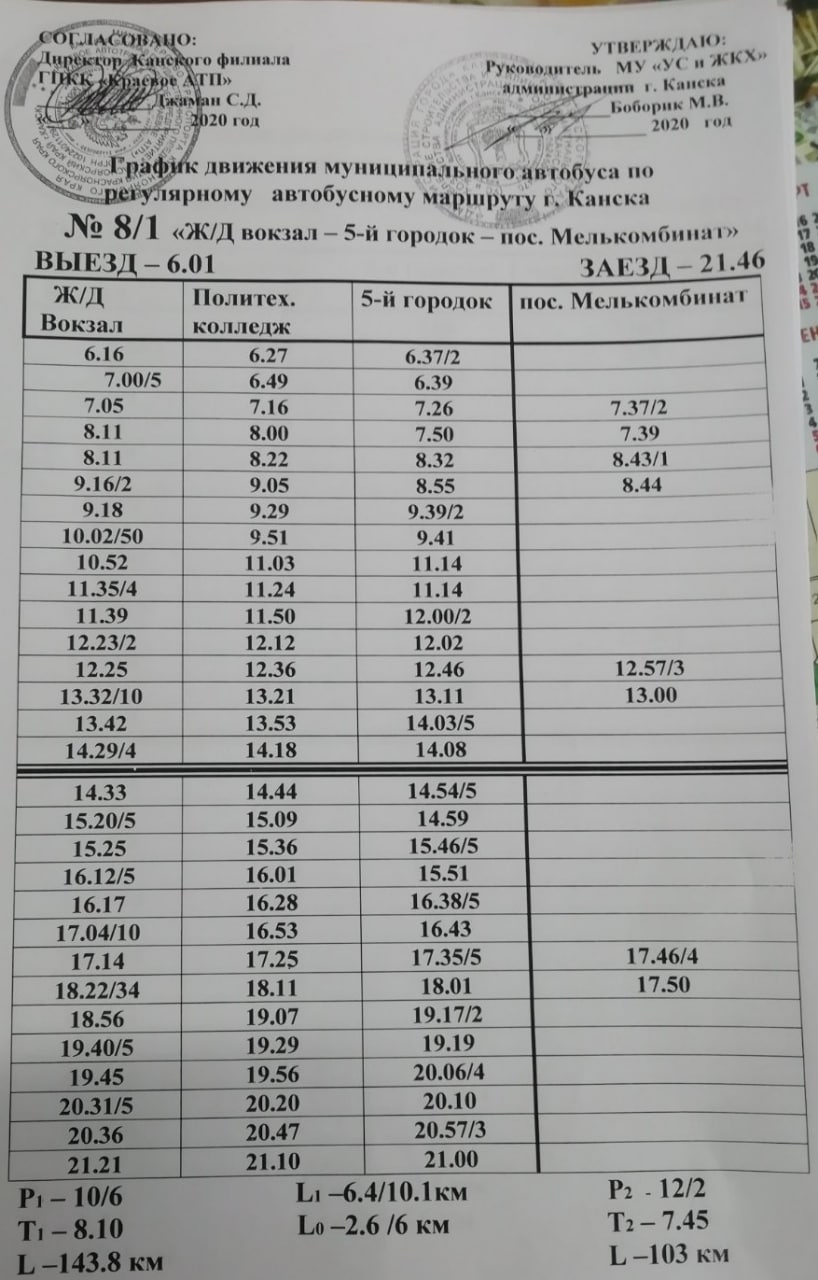 СОГЛАСОВАНО:
Директор Канского филиала
ГПКК «Краевое АТП»
Джаман С.Д.
2020 год
УТВЕРЖДАЮ:
Руководитель МУ «УС и ЖКХ»
администрации г. Канска
Боборик М.В.
« » 2020 год
График движения муниципального автобуса по
регулярному автобусному маршруту г. Канска
№ 8/1 «Ж/Д вокзал – 5-й городок – пос. Мелькомбинат»
ВЫЕЗД – 6.01 ЗАЕЗД – 21.46
Ж/Д Вокзал Политех. колледж 5-й городок пос. Мелькомбинат
6.16 6.27 6.37/2
7.00/5 6.49 6.39
7.05 7.16 7.26 7.37/2
8.11 8.00 7.50 7.39
8.11 8.22 8.32 8.43/1
9.16/2 9.05 8.55 8.44
9.18 9.29 9.39/2
10.02/50 9.51 9.41
10.52 11.03 11.14
11.35/4 11.24 11.14
11.39 11.50 12.00/2
12.23/2 12.12 12.02
12.25 12.36 12.46 12.57/3
13.32/10 13.21 13.11 13.00
13.42 13.53 14.03/5
14.29/4 14.18 14.08
14.33 14.44 14.54/5
15.20/5 15.09 14.59
15.25 15.36 15.46/5
16.12/5 16.01 15.51
16.17 16.28 16.38/5
17.04/10 16.53 16.43
17.14 17.25 17.35/5 17.46/4
18.22/34 18.11 18.01 17.50
18.56 19.07 19.17/2
19.40/5 19.29 19.19
19.45 19.56 20.06/4
20.31/5 20.20 20.10
20.36 20.47 20.57/3
21.21 21.10 21.00
Р1 – 10/6 L1 –6.4/10.1км Р2 - 12/2
Т1 – 8.10 L0 –2.6 /6 км Т2 – 7.45
L –143.8 км L –103 км